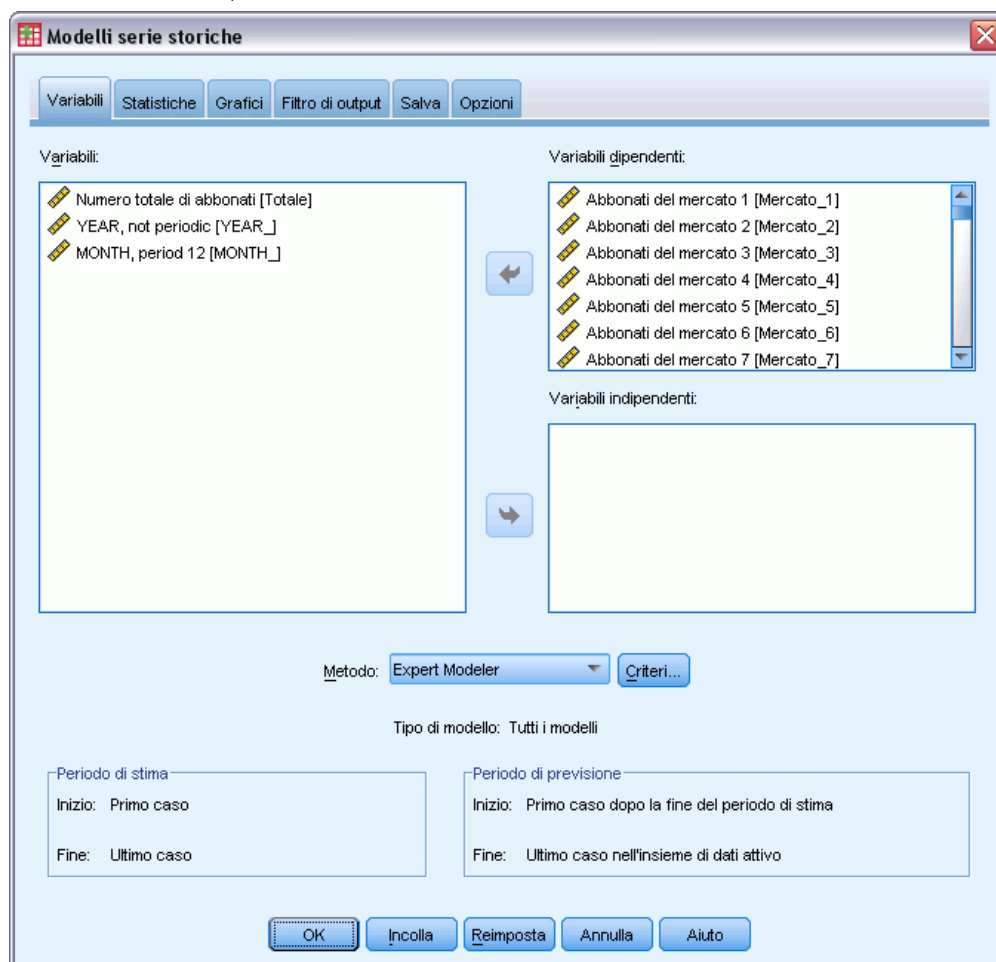 Modelli serie storiche
Variabili Statistiche Grafici Filtro di output Salva Opzioni
Variabili:
Numero totale di abbonati [Totale]
YEAR, not periodic [YEAR_]
MONTH, period 12 [MONTH_]
Variabili dipendenti:
Abbonati del mercato 1 [Mercato_1]
Abbonati del mercato 2 [Mercato_2]
Abbonati del mercato 3 [Mercato_3]
Abbonati del mercato 4 [Mercato_4]
Abbonati del mercato 5 [Mercato_5]
Abbonati del mercato 6 [Mercato_6]
Abbonati del mercato 7 [Mercato_7]
Variabili indipendenti:
Metodo: Expert Modeler Criteri...
Tipo di modello: Tutti i modelli
Periodo di stima
Inizio: Primo caso
Fine: Ultimo caso
Periodo di previsione
Inizio: Primo caso dopo la fine del periodo di stima
Fine: Ultimo caso nell'insieme di dati attivo
OK Incolla Reimposta Annulla Aiuto